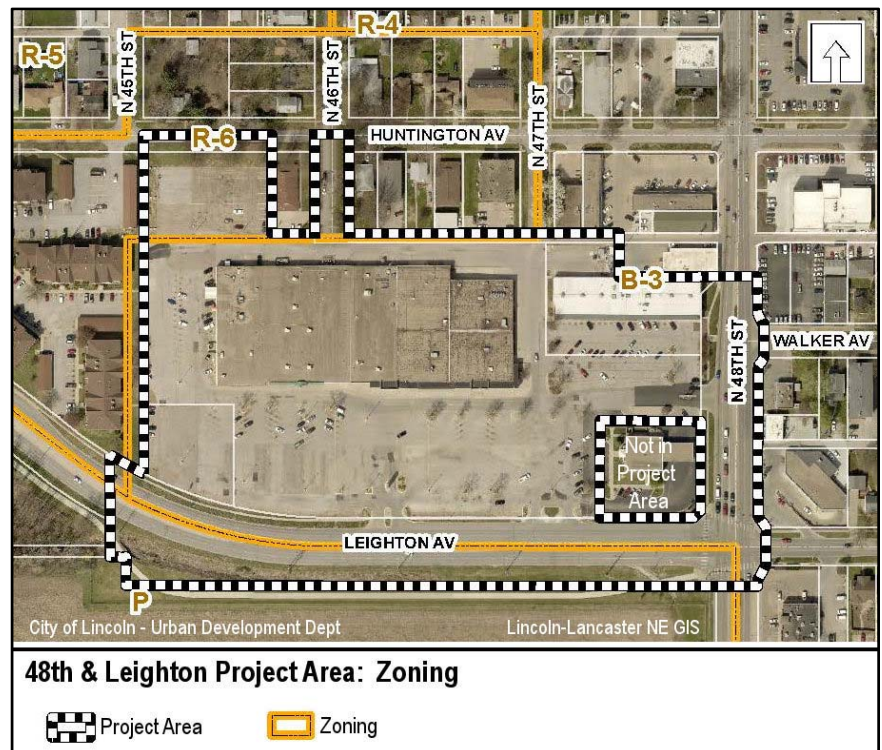 R-4
R-5
N 45TH ST
N 46TH ST
N 47TH ST
R-6
HUNTINGTON AV
B-3
N 48TH ST
WALKER AV
Not in
Project
Area
LEIGHTON AV
P
City of Lincoln - Urban Development Dept
Lincoln-Lancaster NE GIS
48th & Leighton Project Area: Zoning
Project Area
Zoning